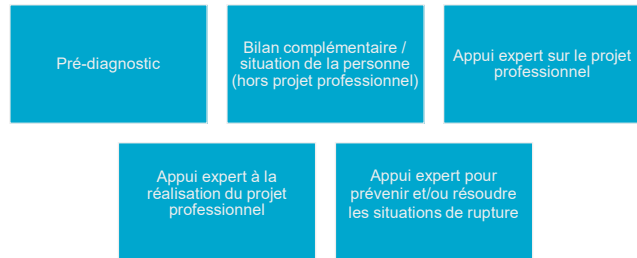 Pré-diagnostic
Bilan complémentaire /
situation de la personne
(hors projet professionnel)
Appui expert sur le projet
professionnel
Appui expert à la
réalisation du projet
professionnel
Appui expert pour
prévenir et/ou résoudre
les situations de rupture